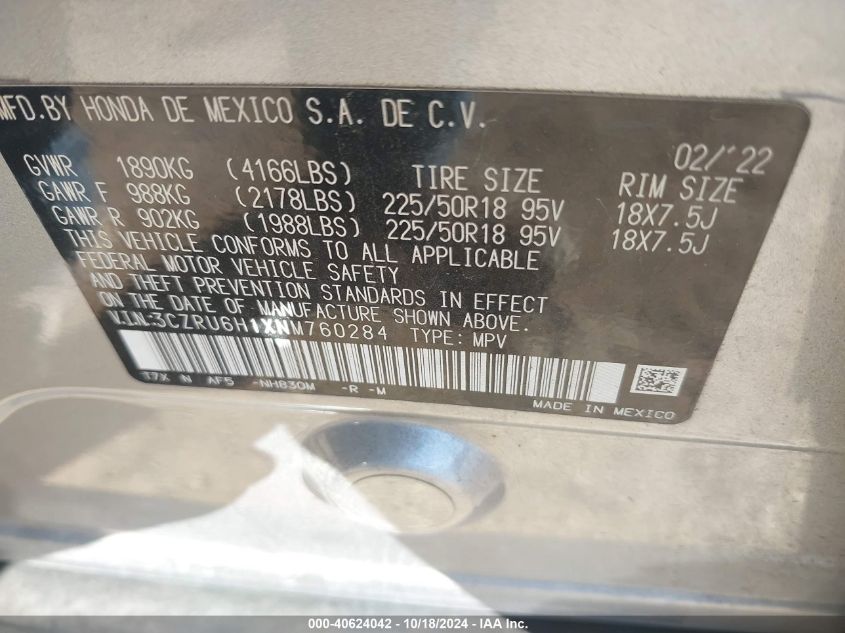 MFD.BY HONDA DE MEXICO S.A. DE C.V.
02/'22
GVWR 1890KG (4166LBS) TIRE SIZE RIM SIZE
GAWR F 988KG (2178LBS) 225/50R18 95V 18X7.5J
GAWR R 902KG (1988LBS) 225/50R18 95V 18X7.5J
THIS VEHICLE CONFORMS TO ALL APPLICABLE
FEDERAL MOTOR VEHICLE SAFETY
AND THEFT PREVENTION STANDARDS IN EFFECT
ON THE DATE OF MANUFACTURE SHOWN ABOVE.
VIN:3CZRU6H1XNM760284 TYPE: MPV
T7X N AF5 -NH830M -R -M
MADE IN MEXICO
000-40624042 - 10/18/2024 - IAA Inc.